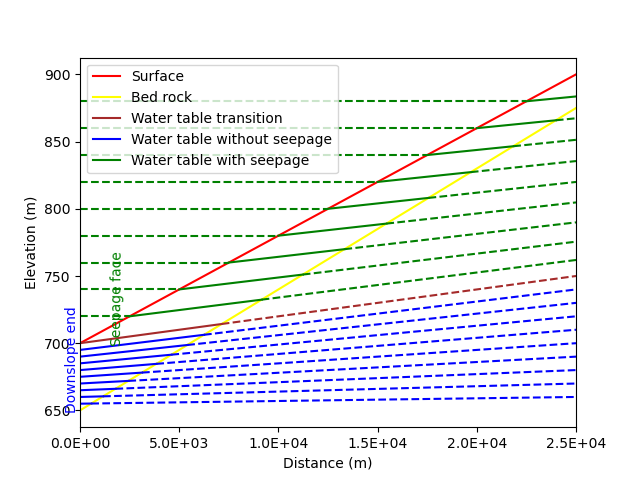 Surface
Bed rock
Water table transition
Water table without seepage
Water table with seepage
900
850
800
750
700
650
Elevation (m)
Seepage face
Downslope end
0.0E+00
5.0E+03
1.0E+04
1.5E+04
2.0E+04
2.5E+04
Distance (m)